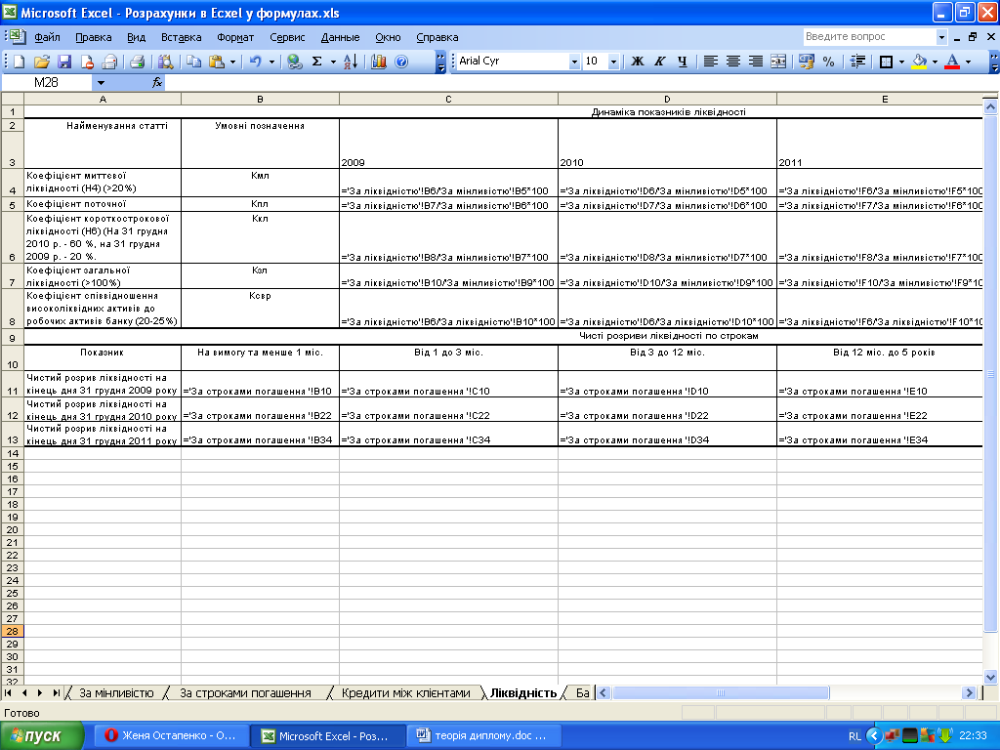 Microsoft Excel - Розрахунки в Ecxel у формулах.xls
Файл Правка Вид Вставка Формат Сервис Данные Окно Справка Введите вопрос
Arial Cyr 10 Ж К Ч %
M28 fx
A B C D E
1 Динаміка показників ліквідності
2 Найменування статті Умовні позначення
3 2009 2010 2011
Коефіцієнт миттєвої Кмл
4 ліквідності (Н4) (>20%) ='За ліквідністю'!B6/'За мінливістю'!B5*100 ='За ліквідністю'!D6/'За мінливістю'!D5*100 ='За ліквідністю'!F6/'За мінливістю'!F5*100
5 Коефіцієнт поточної Кпл ='За ліквідністю'!B7/'За мінливістю'!B6*100 ='За ліквідністю'!D7/'За мінливістю'!D6*100 ='За ліквідністю'!F7/'За мінливістю'!F6*100
Коефіцієнт короткострокової Ккл
ліквідності (Н6) (На 31 грудня
2010 р. - 60 %, на 31 грудня
6 2009 р. - 20 %. ='За ліквідністю'!B8/'За мінливістю'!B7*100 ='За ліквідністю'!D8/'За мінливістю'!D7*100 ='За ліквідністю'!F8/'За мінливістю'!F7*100
Коефіцієнт загальної Кзл
7 ліквідності (>100%) ='За ліквідністю'!B10/'За мінливістю'!B9*100 ='За ліквідністю'!D10/'За мінливістю'!D9*100 ='За ліквідністю'!F10/'За мінливістю'!F9*10
Коефіцієнт співвідношення Ксвр
високоліквідних активів до
8 робочих активів банку (20-25%) ='За ліквідністю'!B6/'За ліквідністю'!B10*100 ='За ліквідністю'!D6/'За ліквідністю'!D10*100 ='За ліквідністю'!F6/'За ліквідністю'!F10*10
9 Чисті розриви ліквідності по строкам
10 Показник На вимогу та менше 1 міс. Від 1 до 3 міс. Від 3 до 12 міс. Від 12 міс. до 5 років
Чистий розрив ліквідності на
11 кінець дня 31 грудня 2009 року ='За строками погашення '!B10 ='За строками погашення '!C10 ='За строками погашення '!D10 ='За строками погашення '!E10
Чистий розрив ліквідності на
12 кінець дня 31 грудня 2010 року ='За строками погашення '!B22 ='За строками погашення '!C22 ='За строками погашення '!D22 ='За строками погашення '!E22
Чистий розрив ліквідності на
13 кінець дня 31 грудня 2011 року ='За строками погашення '!B34 ='За строками погашення '!C34 ='За строками погашення '!D34 ='За строками погашення '!E34
14
15
16
17
18
19
20
21
22
23
24
25
26
27
28
29
30
31
32
За мінливістю За строками погашення Кредити між клієнтами Ліквідність Ба
Готово
пуск Женя Остапенко - О... Microsoft Excel - Роз... теорія диплому.doc ... RL 22:33